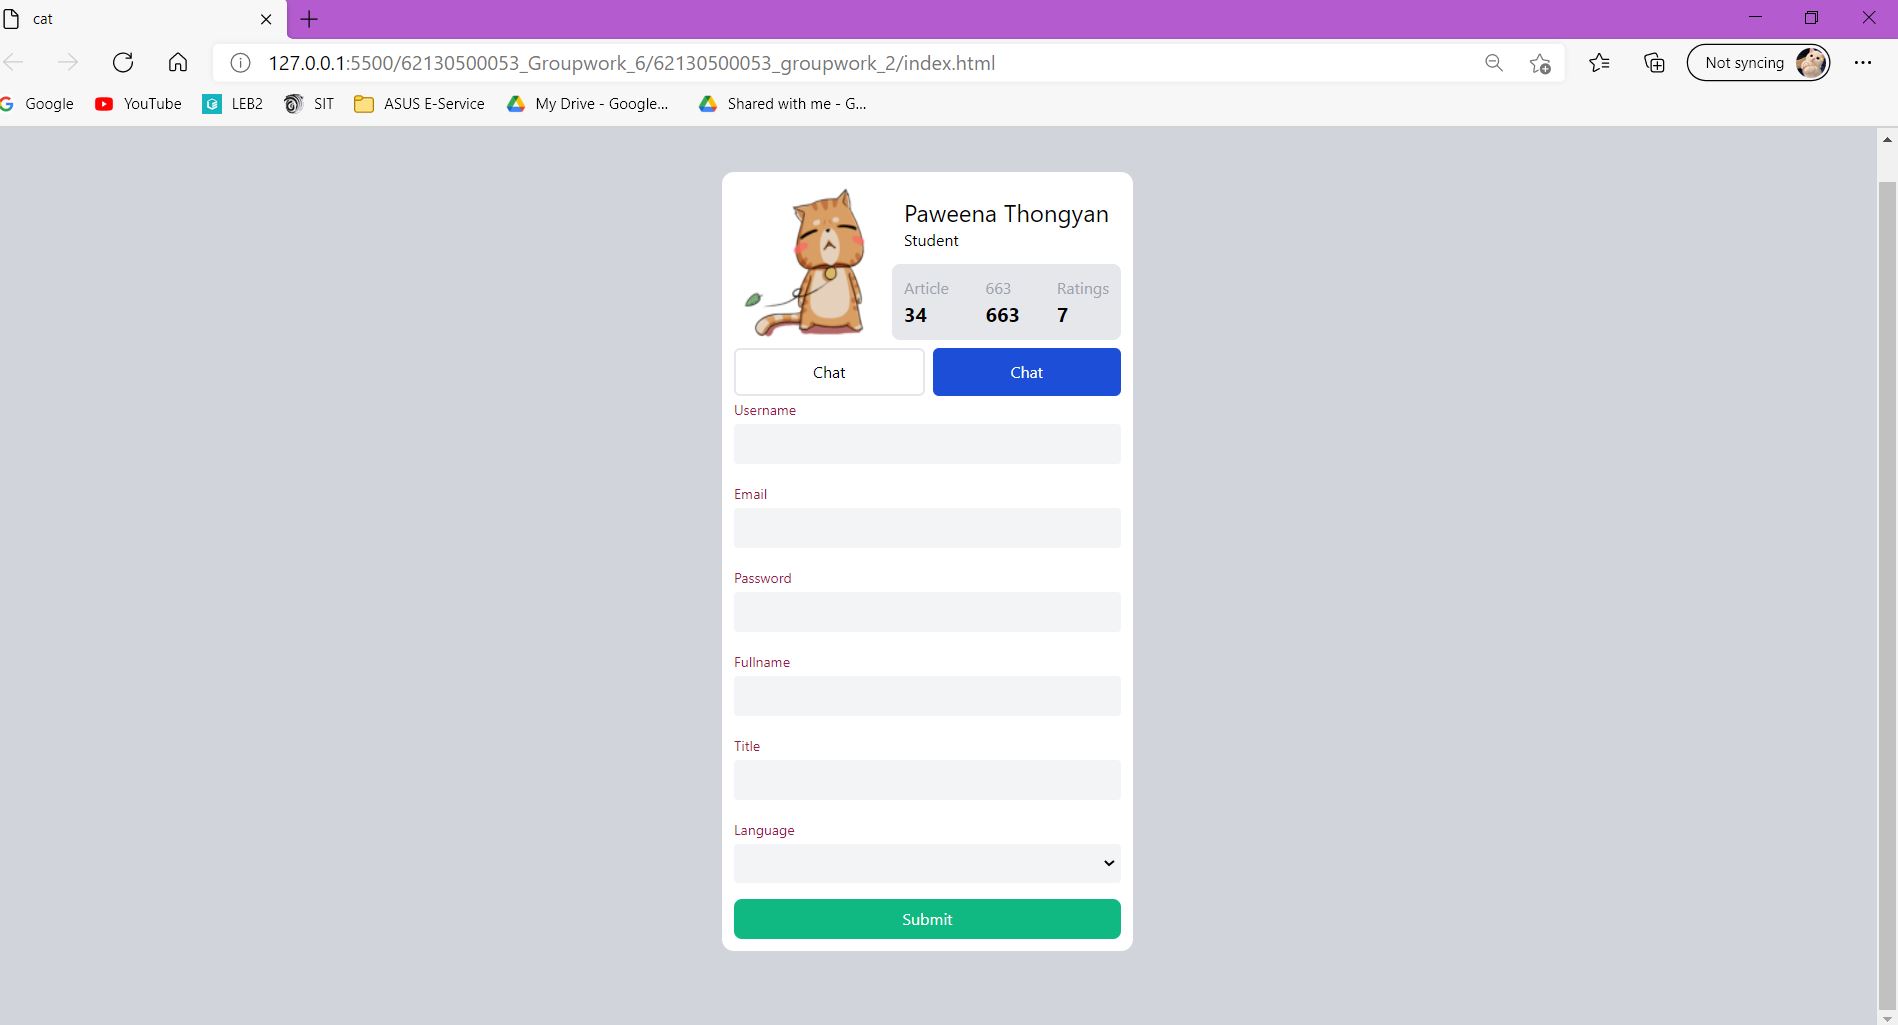 cat
127.0.0.1:5500/62130500053_Groupwork_6/62130500053_groupwork_2/index.html
Not syncing
Google YouTube LEB2 SIT ASUS E-Service My Drive - Google... Shared with me - G...
Paweena Thongyan
Student
Article 663 Ratings
34 663 7
Chat Chat
Username
Email
Password
Fullname
Title
Language
Submit